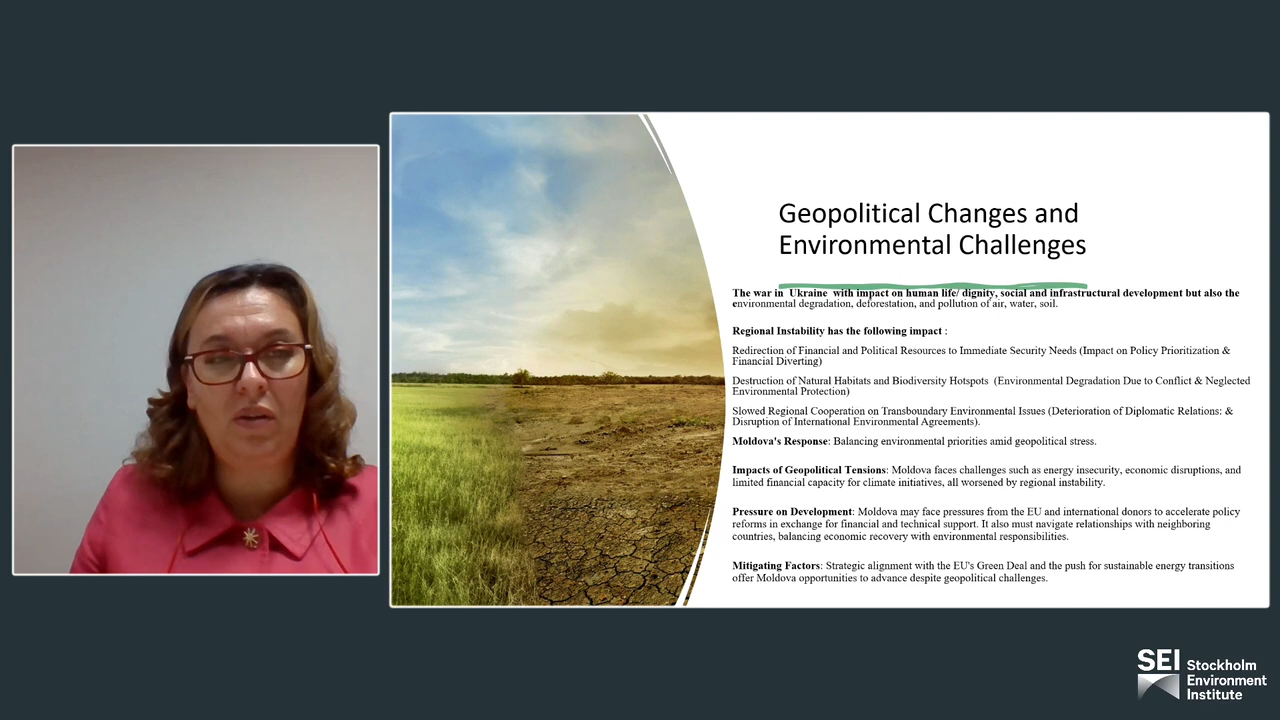 Geopolitical Changes and
Environmental Challenges
The war in Ukraine with impact on human life/ dignity, social and infrastructural development but also the
environmental degradation, deforestation, and pollution of air, water, soil.
Regional Instability has the following impact :
Redirection of Financial and Political Resources to Immediate Security Needs (Impact on Policy Prioritization &
Financial Diverting)
Destruction of Natural Habitats and Biodiversity Hotspots (Environmental Degradation Due to Conflict & Neglected
Environmental Protection)
Slowed Regional Cooperation on Transboundary Environmental Issues (Deterioration of Diplomatic Relations: &
Disruption of International Environmental Agreements).
Moldova's Response: Balancing environmental priorities amid geopolitical stress.
Impacts of Geopolitical Tensions: Moldova faces challenges such as energy insecurity, economic disruptions, and
limited financial capacity for climate initiatives, all worsened by regional instability.
Pressure on Development: Moldova may face pressures from the EU and international donors to accelerate policy
reforms in exchange for financial and technical support. It also must navigate relationships with neighboring
countries, balancing economic recovery with environmental responsibilities.
Mitigating Factors: Strategic alignment with the EU's Green Deal and the push for sustainable energy transitions
offer Moldova opportunities to advance despite geopolitical challenges.
SEI Stockholm
Environment
Institute